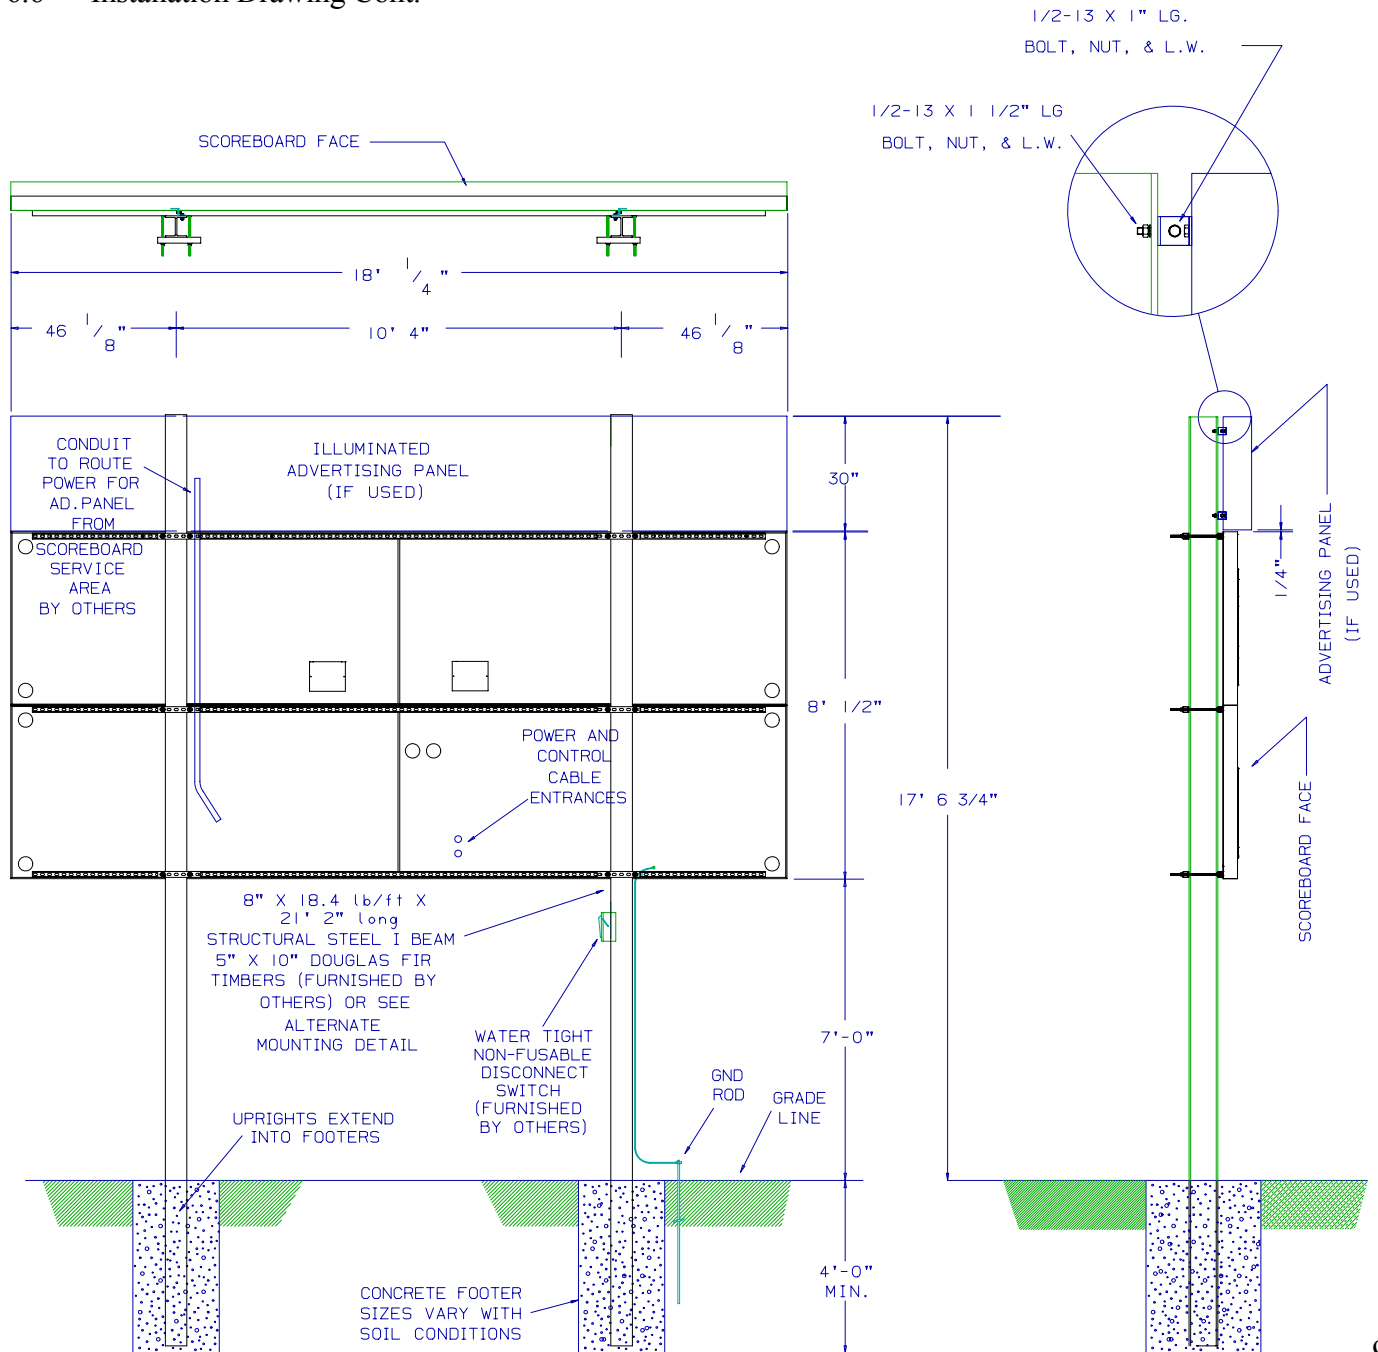 Installation Drawing Cont.
1/2-13 X 1" LG.
BOLT, NUT, & L.W.
1/2-13 X 1 1/2" LG
BOLT, NUT, & L.W.
SCOREBOARD FACE
18' 1/4"
46 1/8"
10' 4"
46 1/8"
CONDUIT
TO ROUTE
POWER FOR
AD.PANEL
FROM
SCOREBOARD
SERVICE
AREA
BY OTHERS
ILLUMINATED
ADVERTISING PANEL
(IF USED)
30"
8' 1/2"
17' 6 3/4"
1/4"
ADVERTISING PANEL
(IF USED)
SCOREBOARD FACE
POWER AND
CONTROL
CABLE
ENTRANCES
8" X 18.4 lb/ft X
21' 2" long
STRUCTURAL STEEL I BEAM
5" X 10" DOUGLAS FIR
TIMBERS (FURNISHED BY
OTHERS) OR SEE
ALTERNATE
MOUNTING DETAIL
WATER TIGHT
NON-FUSABLE
DISCONNECT
SWITCH
(FURNISHED
BY OTHERS)
7'-0"
GND
ROD
GRADE
LINE
UPRIGHTS EXTEND
INTO FOOTERS
CONCRETE FOOTER
SIZES VARY WITH
SOIL CONDITIONS
4'-0"
MIN.